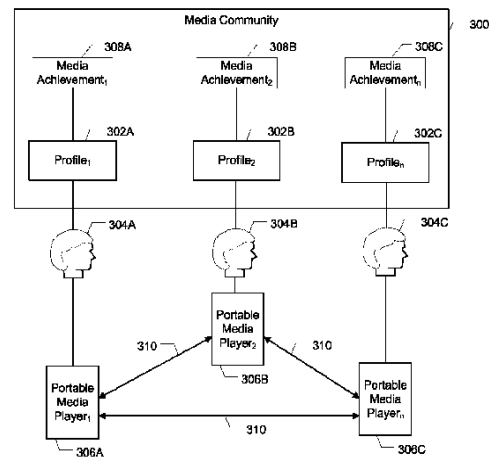 Media Community
300
308A
308B
308C
Media
Achievement₁
Media
Achievement₂
Media
Achievementₙ
302A
302B
302C
Profile₁
Profile₂
Profileₙ
304A
304B
304C
Portable
Media
Player₂
310
310
306B
Portable
Media
Player₁
Portable
Media
Playerₙ
310
306A
306C